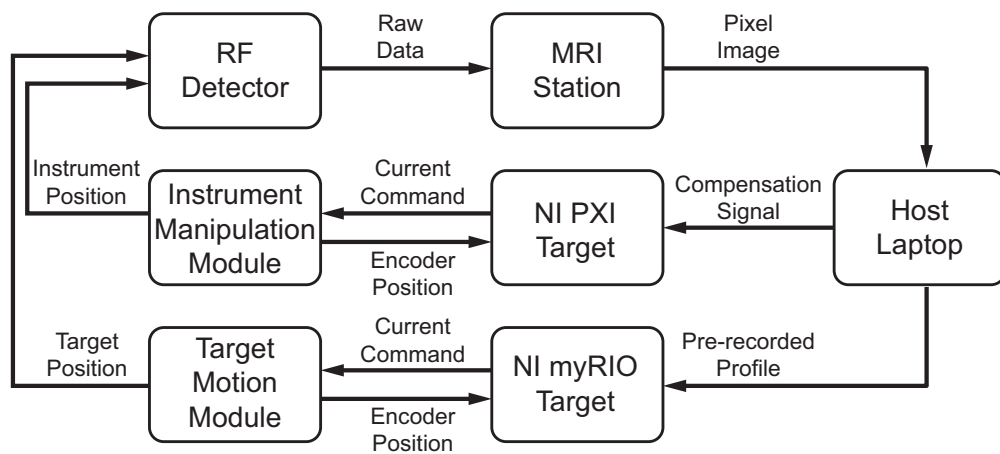 RF
Detector
Raw
Data
MRI
Station
Pixel
Image
Instrument
Position
Instrument
Manipulation
Module
Current
Command
Encoder
Position
NI PXI
Target
Compensation
Signal
Host
Laptop
Target
Position
Target
Motion
Module
Current
Command
Encoder
Position
NI myRIO
Target
Pre-recorded
Profile